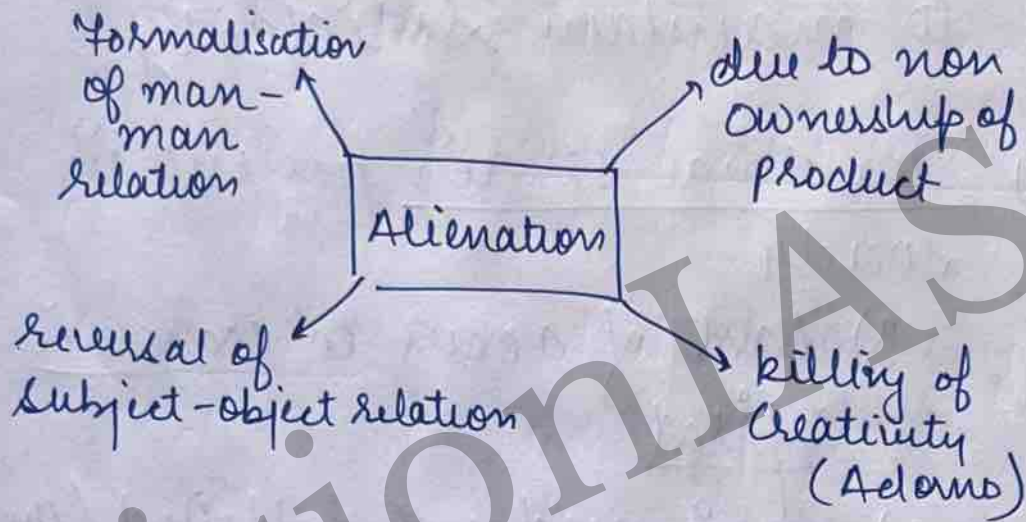 Formalisation
of man-
man
relation
due to non
ownership of
product
Alienation
reversal of
subject-object relation
killing of
creativity
(Adorno)
tionIAS